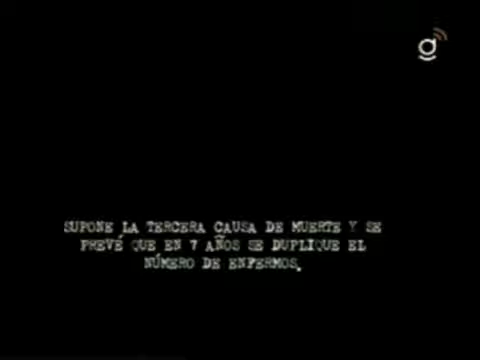 SUPONE LA TERCERA CAUSA DE MUERTE Y SE
PREVÉ QUE EN 7 AÑOS SE DUPLIQUE EL
NÚMERO DE ENFERMOS.